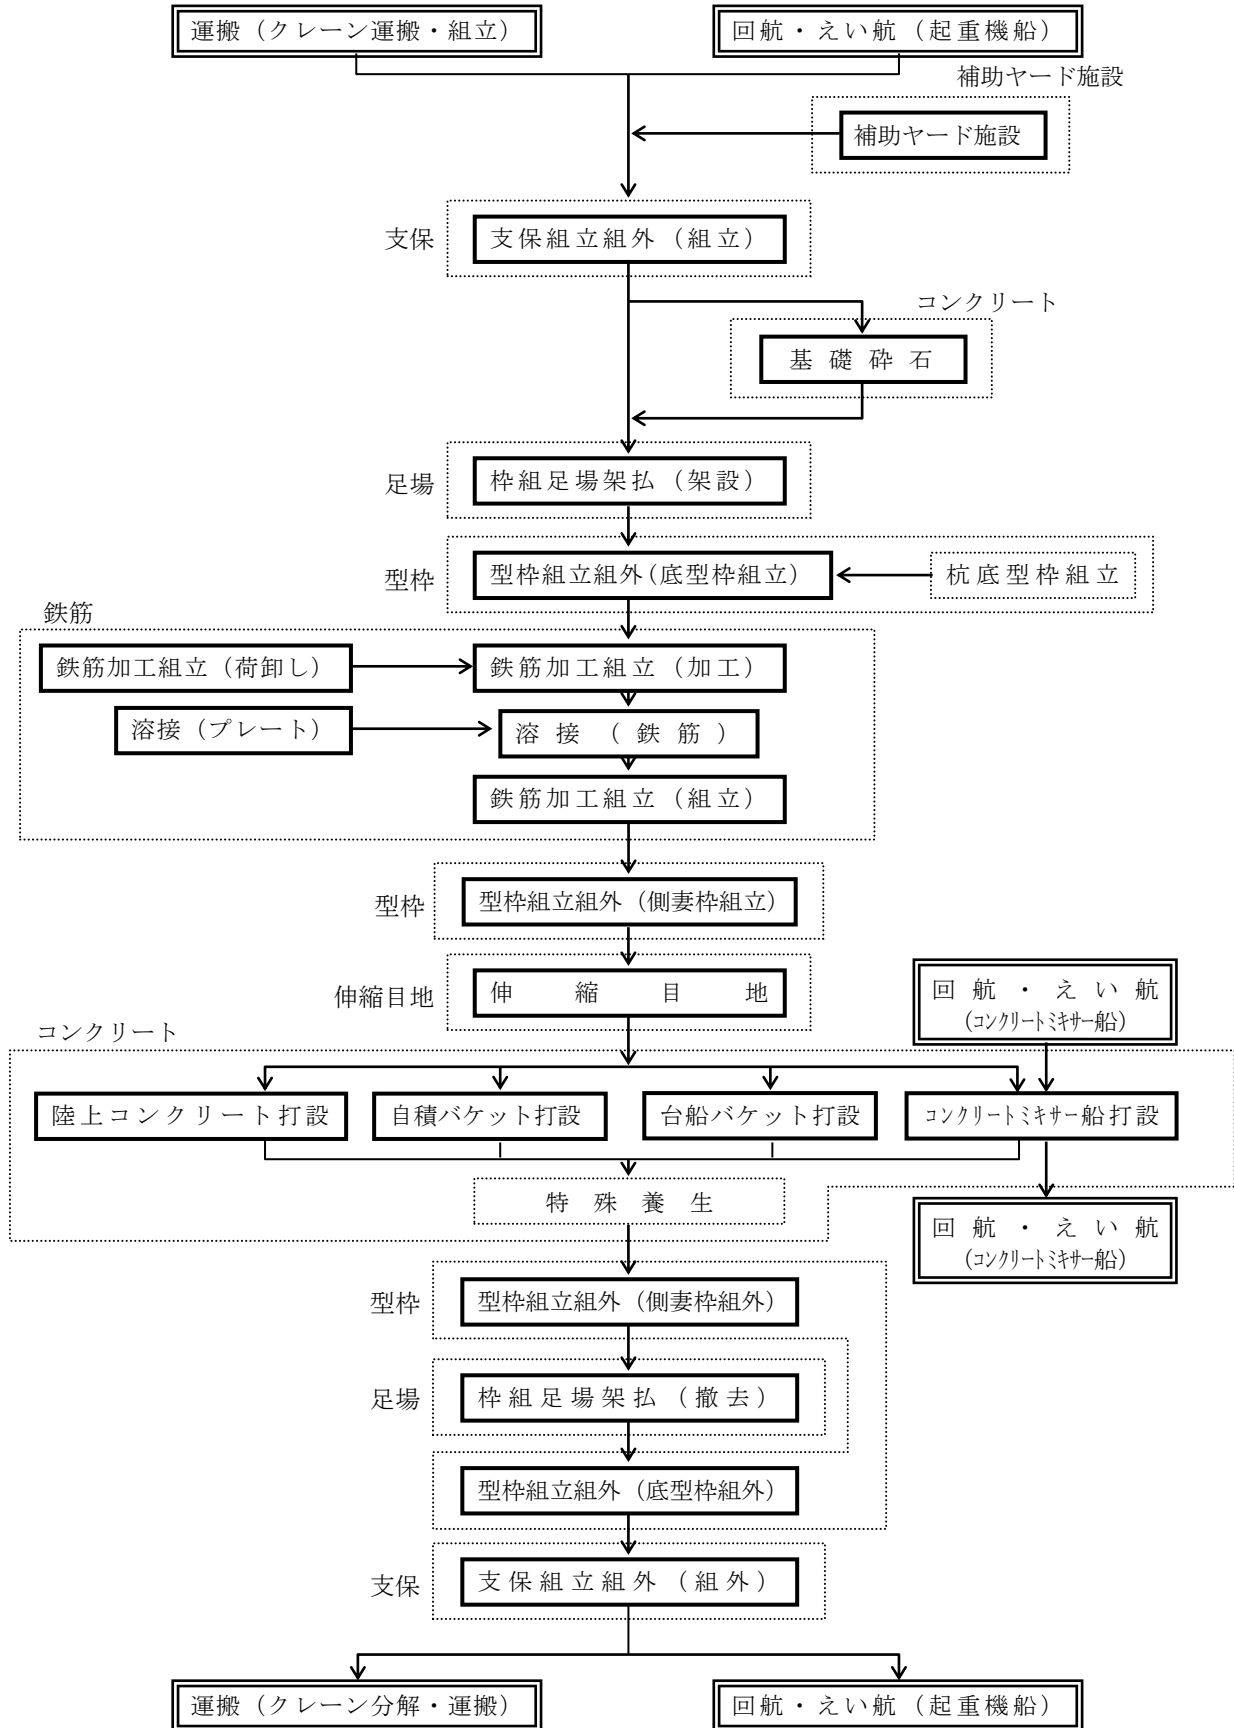 運搬（クレーン運搬・組立）
回航・えい航（起重機船）
補助ヤード施設
補助ヤード施設
支保
支保組立組外（組立）
コンクリート
基礎砕石
足場
枠組足場架払（架設）
型枠
型枠組立組外（底型枠組立）
杭底型枠組立
鉄筋
鉄筋加工組立（荷卸し）
鉄筋加工組立（加工）
溶接（プレート）
溶接（鉄筋）
鉄筋加工組立（組立）
型枠
型枠組立組外（側妻枠組立）
伸縮目地
伸縮目地
回航・えい航
（コンクリートミキサー船）
コンクリート
陸上コンクリート打設
自積バケット打設
台船バケット打設
コンクリートミキサー船打設
特殊養生
回航・えい航
（コンクリートミキサー船）
型枠
型枠組立組外（側妻枠組外）
足場
枠組足場架払（撤去）
型枠組立組外（底型枠組外）
支保
支保組立組外（組外）
運搬（クレーン分解・運搬）
回航・えい航（起重機船）